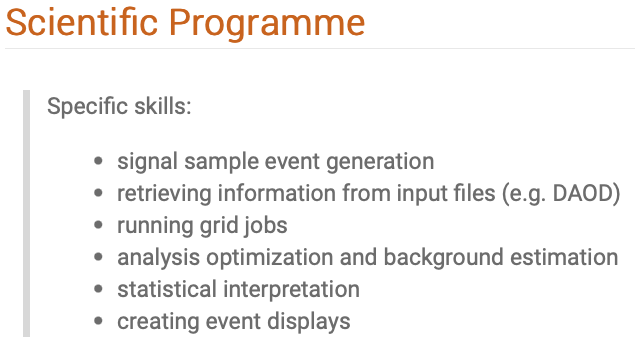 Scientific Programme
Specific skills:
• signal sample event generation
• retrieving information from input files (e.g. DAOD)
• running grid jobs
• analysis optimization and background estimation
• statistical interpretation
• creating event displays